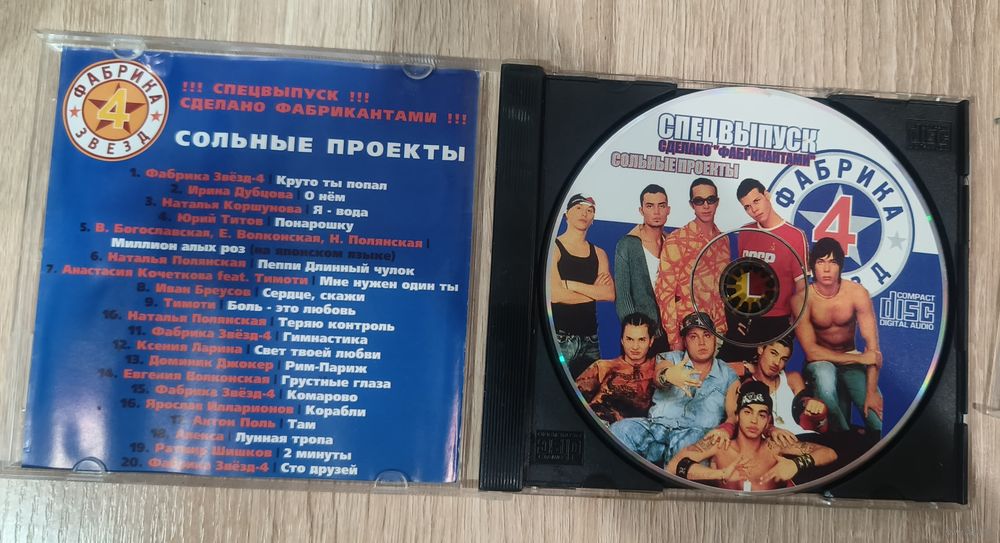 ФАБРИКА
4
ЗВЕЗД
!!! СПЕЦВЫПУСК !!!
СДЕЛАНО ФАБРИКАНТАМИ !!!
СОЛЬНЫЕ ПРОЕКТЫ
1. Фабрика Звёзд-4 | Круто ты попал
2. Ирина Дубцова | О нём
3. Наталья Коршунова | Я - вода
4. Юрий Титов | Понарошку
5. В. Богославская, Е. Волконская, Н. Полянская |
Миллион алых роз (на японском языке)
6. Наталья Полянская | Пеппи Длинный чулок
7. Анастасия Кочеткова feat. Тимоти | Мне нужен один ты
8. Иван Бреусов | Сердце, скажи
9. Тимоти | Боль - это любовь
10. Наталья Полянская | Теряю контроль
11. Фабрика Звёзд-4 | Гимнастика
12. Ксения Ларина | Свет твоей любви
13. Доминик Джокер | Рим-Париж
14. Евгения Волконская | Грустные глаза
15. Фабрика Звёзд-4 | Комарово
16. Ярослав Илларионов | Корабли
17. Антон Поль | Там
18. Алекса | Лунная тропа
19. Ратмир Шишков | 2 минуты
20. Фабрика Звёзд-4 | Сто друзей
СПЕЦВЫПУСК
СДЕЛАНО "ФАБРИКАНТАМИ"
СОЛЬНЫЕ ПРОЕКТЫ
ФАБРИКА
4
ЗВЕЗД
СССР
COMPACT
disc
DIGITAL AUDIO